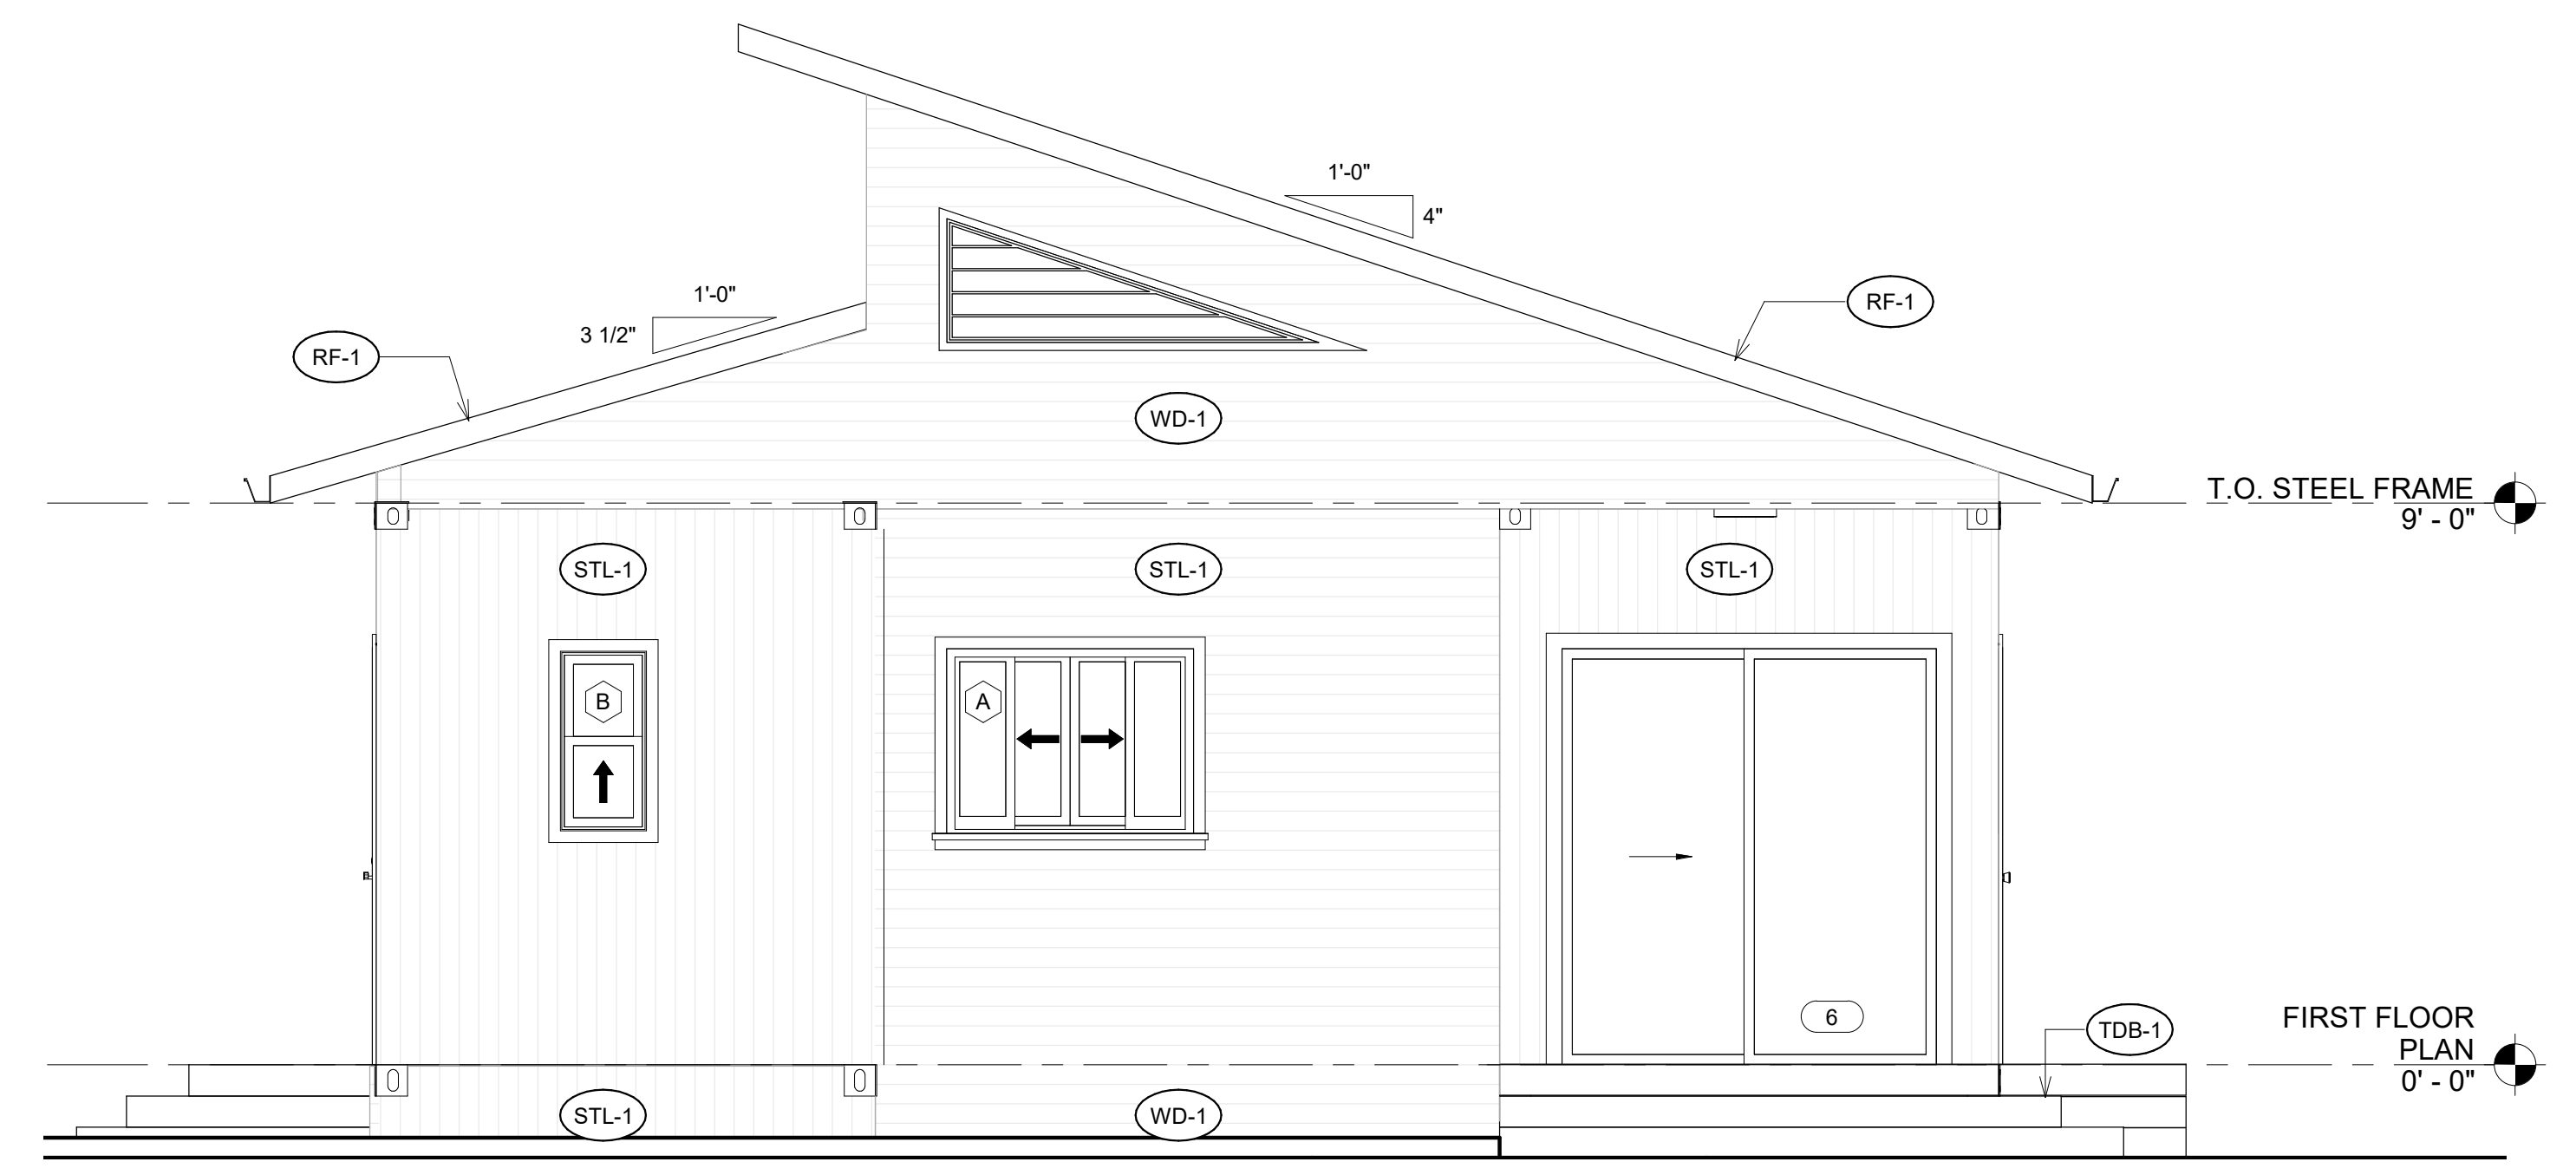 1'-0"
4"
1'-0"
3 1/2"
RF-1
RF-1
WD-1
T.O. STEEL FRAME
9' - 0"
STL-1
STL-1
STL-1
B
A
6
FIRST FLOOR
PLAN
0' - 0"
TDB-1
STL-1
WD-1